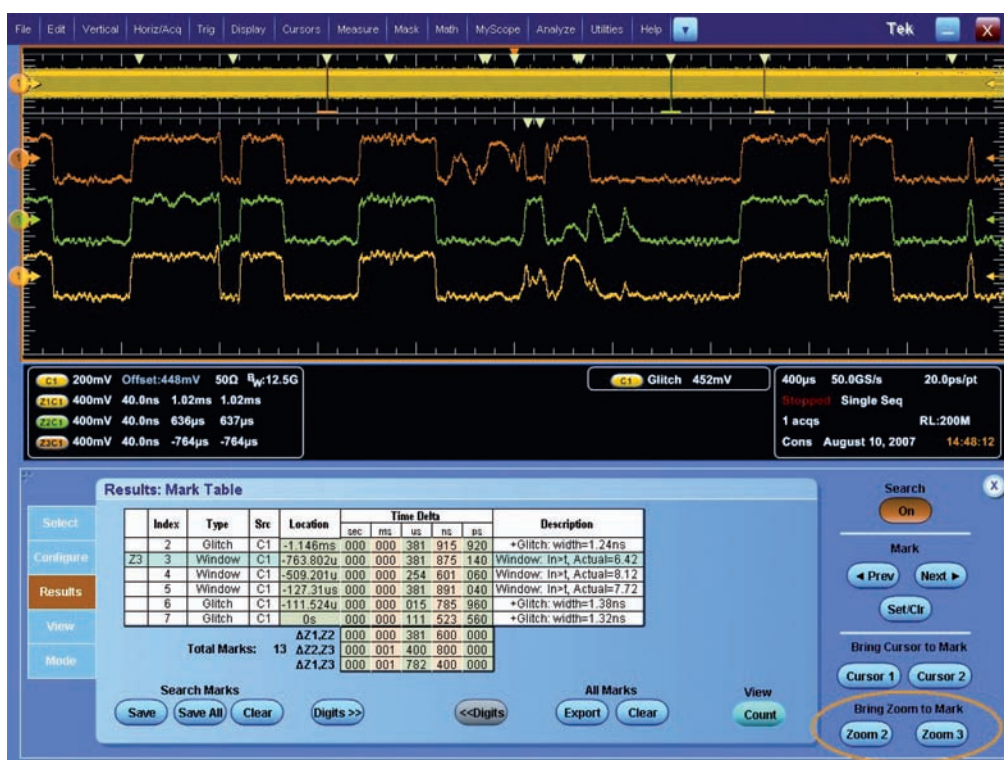 File Edit Vertical Horiz/Acq Trig Display Cursors Measure Mask Math MyScope Analyze Utilities Help Tek X
1
1
1
1
C1 200mV Offset:448mV 50Ω BW:12.5G
Z1C1 400mV 40.0ns 1.02ms 1.02ms
Z2C1 400mV 40.0ns 636µs 637µs
Z3C1 400mV 40.0ns -764µs -764µs
C1 Glitch 452mV
400µs 50.0GS/s 20.0ps/pt
Stopped Single Seq
1 acqs RL:200M
Cons August 10, 2007 14:48:12
Results: Mark Table
Select
Configure
Results
View
Mode
Time Delta
Index Type Src Location sec ms us ns ps Description
2 Glitch C1 -1.146ms 000 000 381 915 920 +Glitch: width=1.24ns
Z3 3 Window C1 -763.802u 000 000 381 875 140 Window: In>t, Actual=6.42
4 Window C1 -509.201u 000 000 254 601 060 Window: In>t, Actual=8.12
5 Window C1 -127.31us 000 000 381 891 040 Window: In>t, Actual=7.72
6 Glitch C1 -111.524u 000 000 015 785 960 +Glitch: width=1.38ns
7 Glitch C1 0s 000 000 111 523 560 +Glitch: width=1.32ns
ΔZ1,Z2 000 000 381 600 000
Total Marks: 13 ΔZ2,Z3 000 001 400 800 000
ΔZ1,Z3 000 001 782 400 000
Search Marks
Save Save All Clear Digits >> <<Digits
All Marks
Export Clear
View
Count
Search X
On
Mark
◄ Prev Next ►
Set/Clr
Bring Cursor to Mark
Cursor 1 Cursor 2
Bring Zoom to Mark
Zoom 2 Zoom 3